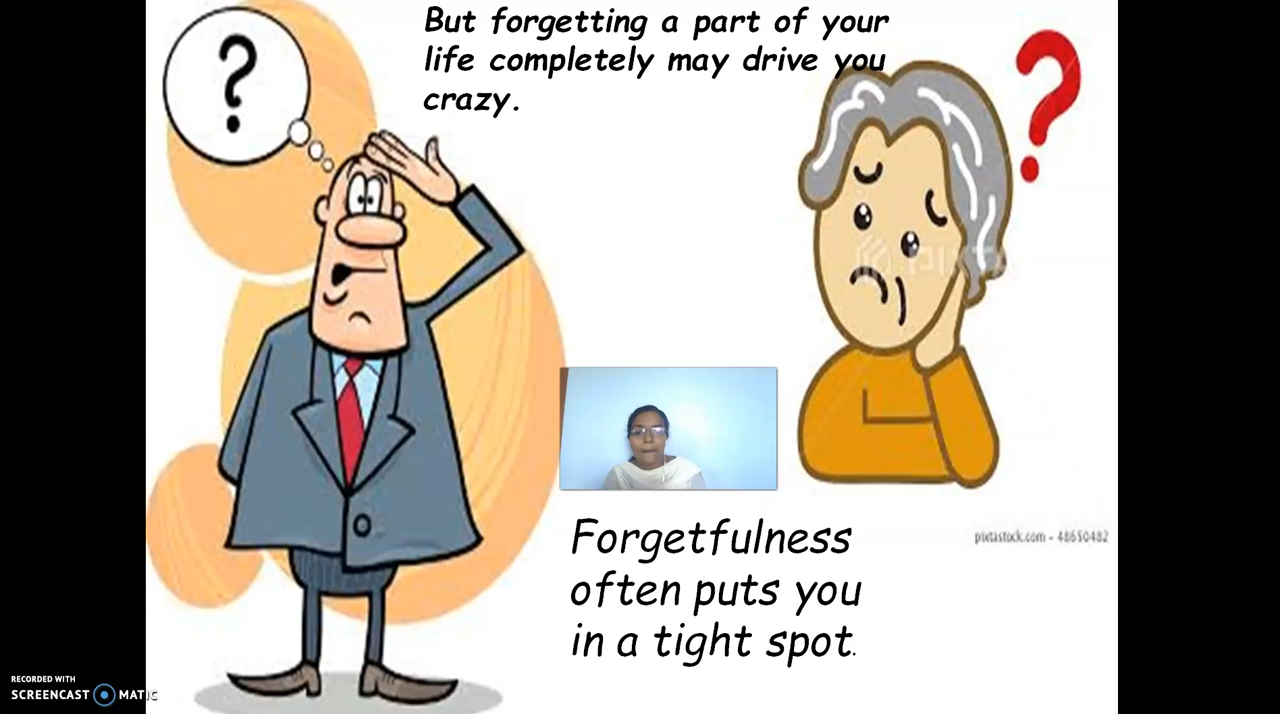 But forgetting a part of your
life completely may drive you
crazy.
?
?
PIXTA
Forgetfulness
often puts you
in a tight spot.
pixtastock.com - 48650482
RECORDED WITH
SCREENCAST MATIC